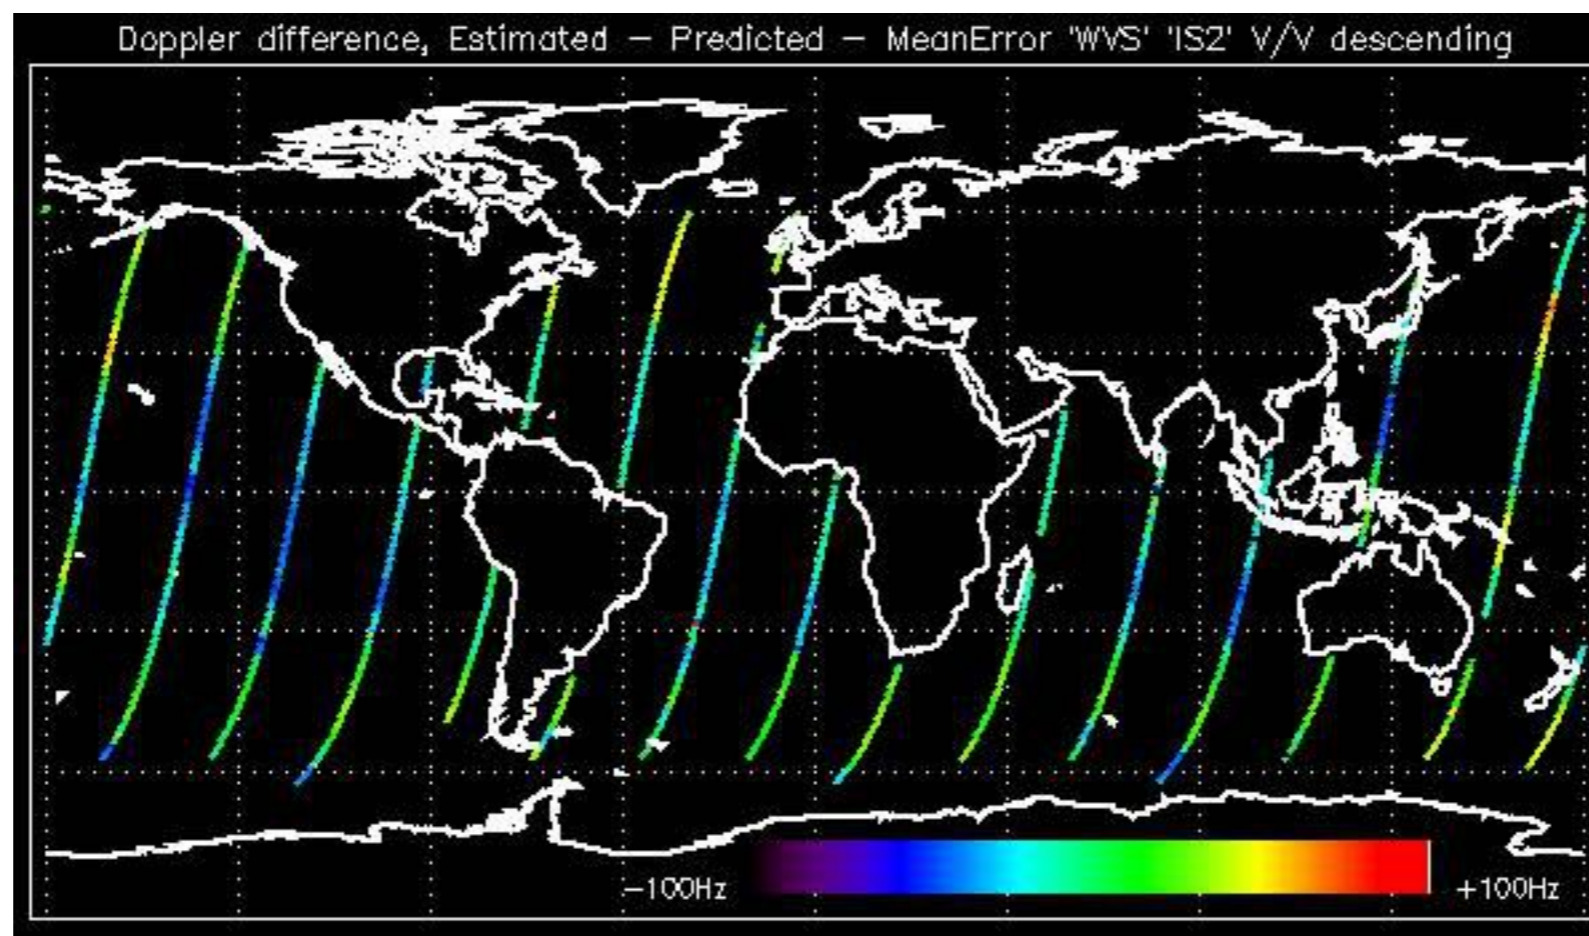 Doppler difference, Estimated – Predicted – MeanError 'WVS' 'IS2' V/V descending
–100Hz +100Hz